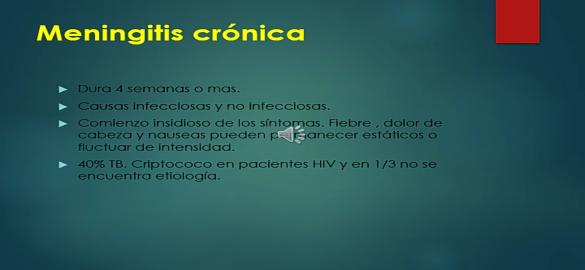 Meningitis crónica
Dura 4 semanas o mas.
Causas infecciosas y no infecciosas.
Comienzo insidioso de los síntomas. Fiebre , dolor de
cabeza y nauseas pueden permanecer estáticos o
fluctuar de intensidad.
40% TB. Criptococo en pacientes HIV y en 1/3 no se
encuentra etiología.